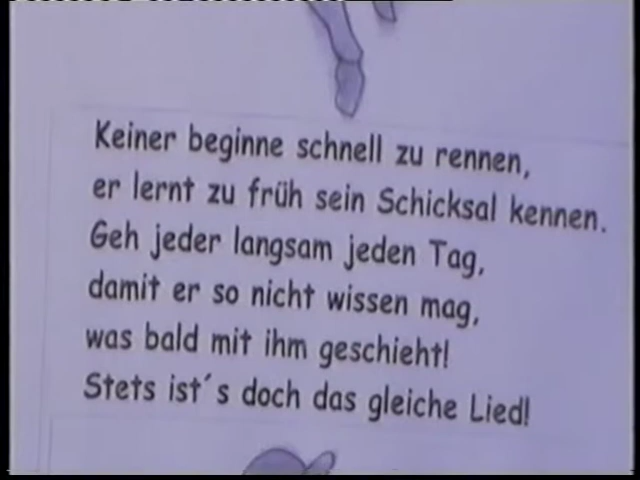 Keiner beginne schnell zu rennen,
er lernt zu früh sein Schicksal kennen.
Geh jeder langsam jeden Tag,
damit er so nicht wissen mag,
was bald mit ihm geschieht!
Stets ist´s doch das gleiche Lied!